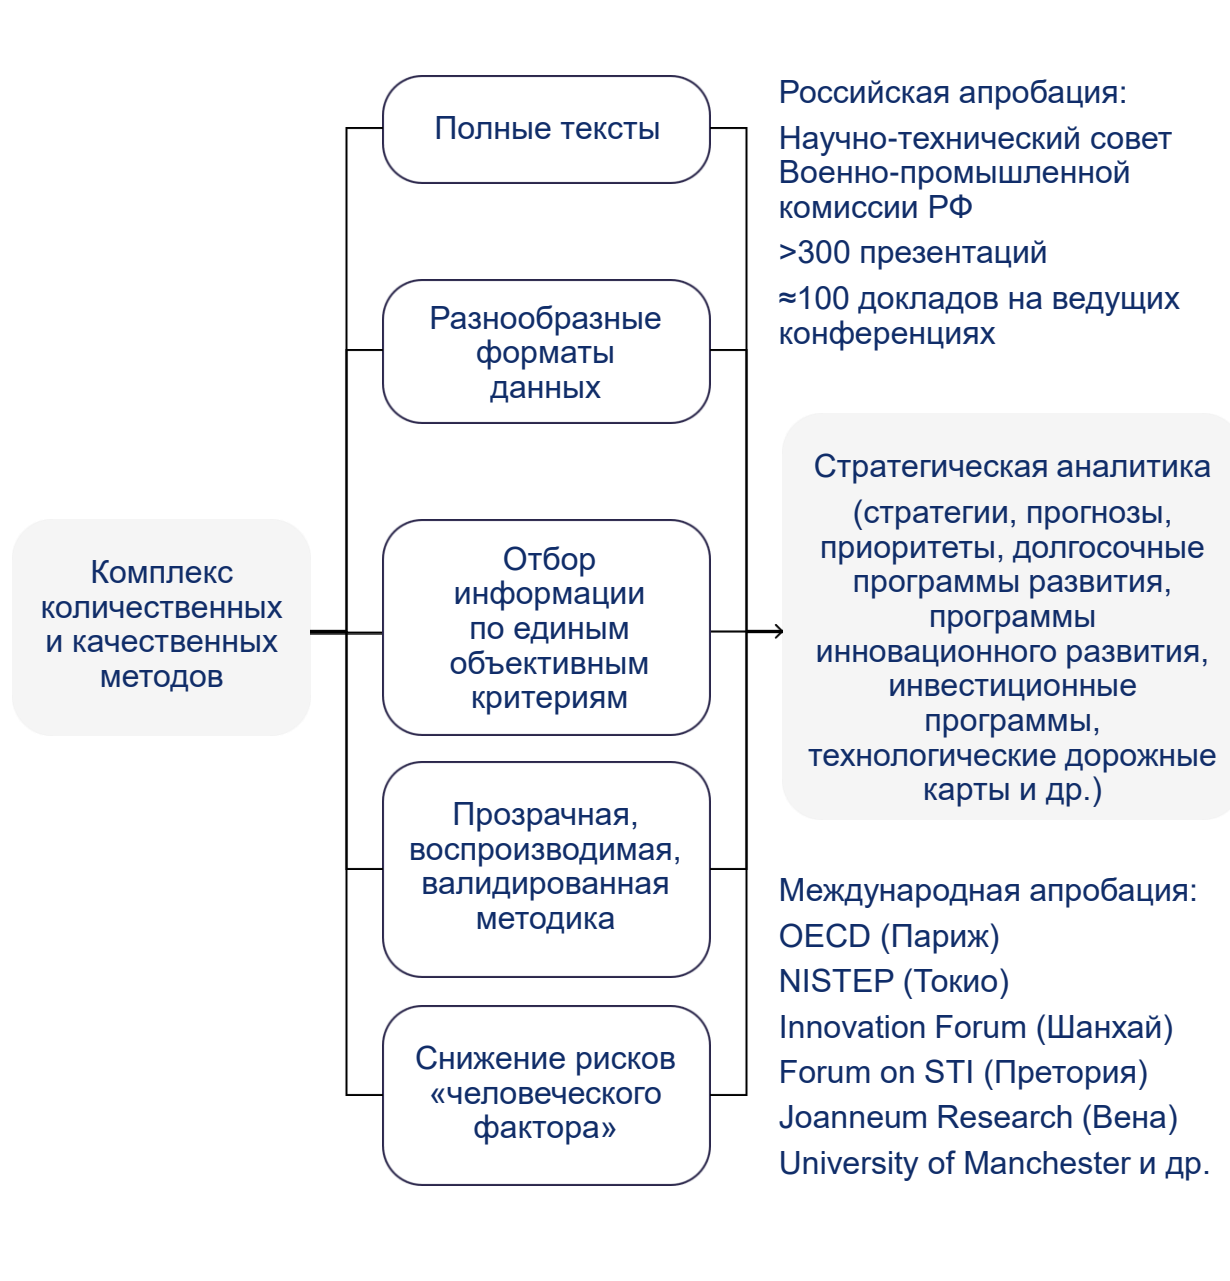 Комплекс
количественных
и качественных
методов
Полные тексты
Разнообразные
форматы
данных
Отбор
информации
по единым
объективным
критериям
Прозрачная,
воспроизводимая,
валидированная
методика
Снижение рисков
«человеческого
фактора»
Российская апробация:
Научно-технический совет
Военно-промышленной
комиссии РФ
>300 презентаций
≈100 докладов на ведущих
конференциях
Стратегическая аналитика
(стратегии, прогнозы,
приоритеты, долгосочные
программы развития,
программы
инновационного развития,
инвестиционные
программы,
технологические дорожные
карты и др.)
Международная апробация:
OECD (Париж)
NISTEP (Токио)
Innovation Forum (Шанхай)
Forum on STI (Претория)
Joanneum Research (Вена)
University of Manchester и др.